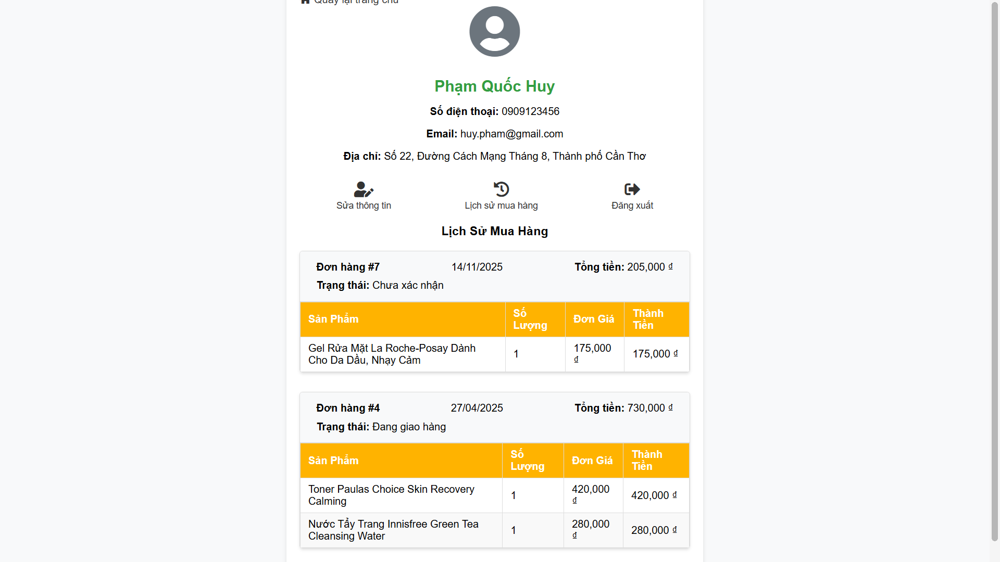 Quay lại trang chủ
Phạm Quốc Huy
Số điện thoại: 0909123456
Email: huy.pham@gmail.com
Địa chỉ: Số 22, Đường Cách Mạng Tháng 8, Thành phố Cần Thơ
Sửa thông tin
Lịch sử mua hàng
Đăng xuất
Lịch Sử Mua Hàng
Đơn hàng #7 14/11/2025 Tổng tiền: 205,000 ₫
Trạng thái: Chưa xác nhận
Sản Phẩm Số Lượng Đơn Giá Thành Tiền
Gel Rửa Mặt La Roche-Posay Dành Cho Da Dầu, Nhạy Cảm 1 175,000 ₫ 175,000 ₫
Đơn hàng #4 27/04/2025 Tổng tiền: 730,000 ₫
Trạng thái: Đang giao hàng
Sản Phẩm Số Lượng Đơn Giá Thành Tiền
Toner Paulas Choice Skin Recovery Calming 1 420,000 ₫ 420,000 ₫
Nước Tẩy Trang Innisfree Green Tea Cleansing Water 1 280,000 ₫ 280,000 ₫